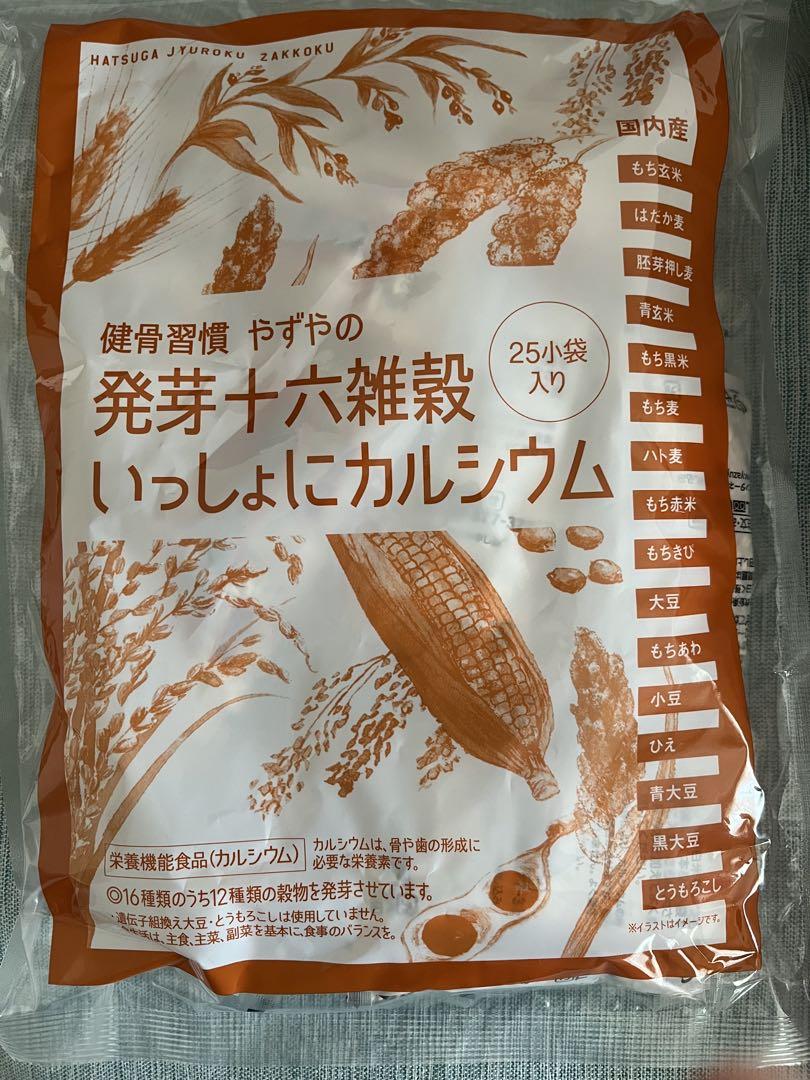 HATSUGA JYUROKU ZAKKOKU
国内産
もち玄米
はだか麦
胚芽押し麦
青玄米
もち黒米
もち麦
ハト麦
もち赤米
もちきび
大豆
もちあわ
小豆
ひえ
青大豆
黒大豆
とうもろこし
※イラストはイメージです。
健骨習慣 やずやの
発芽十六雑穀
いっしょにカルシウム
25小袋
入り
栄養機能食品(カルシウム)
カルシウムは、骨や歯の形成に
必要な栄養素です。
◎16種類のうち12種類の穀物を発芽させています。
・遺伝子組換え大豆・とうもろこしは使用していません。
食生活は、主食、主菜、副菜を基本に、食事のバランスを。